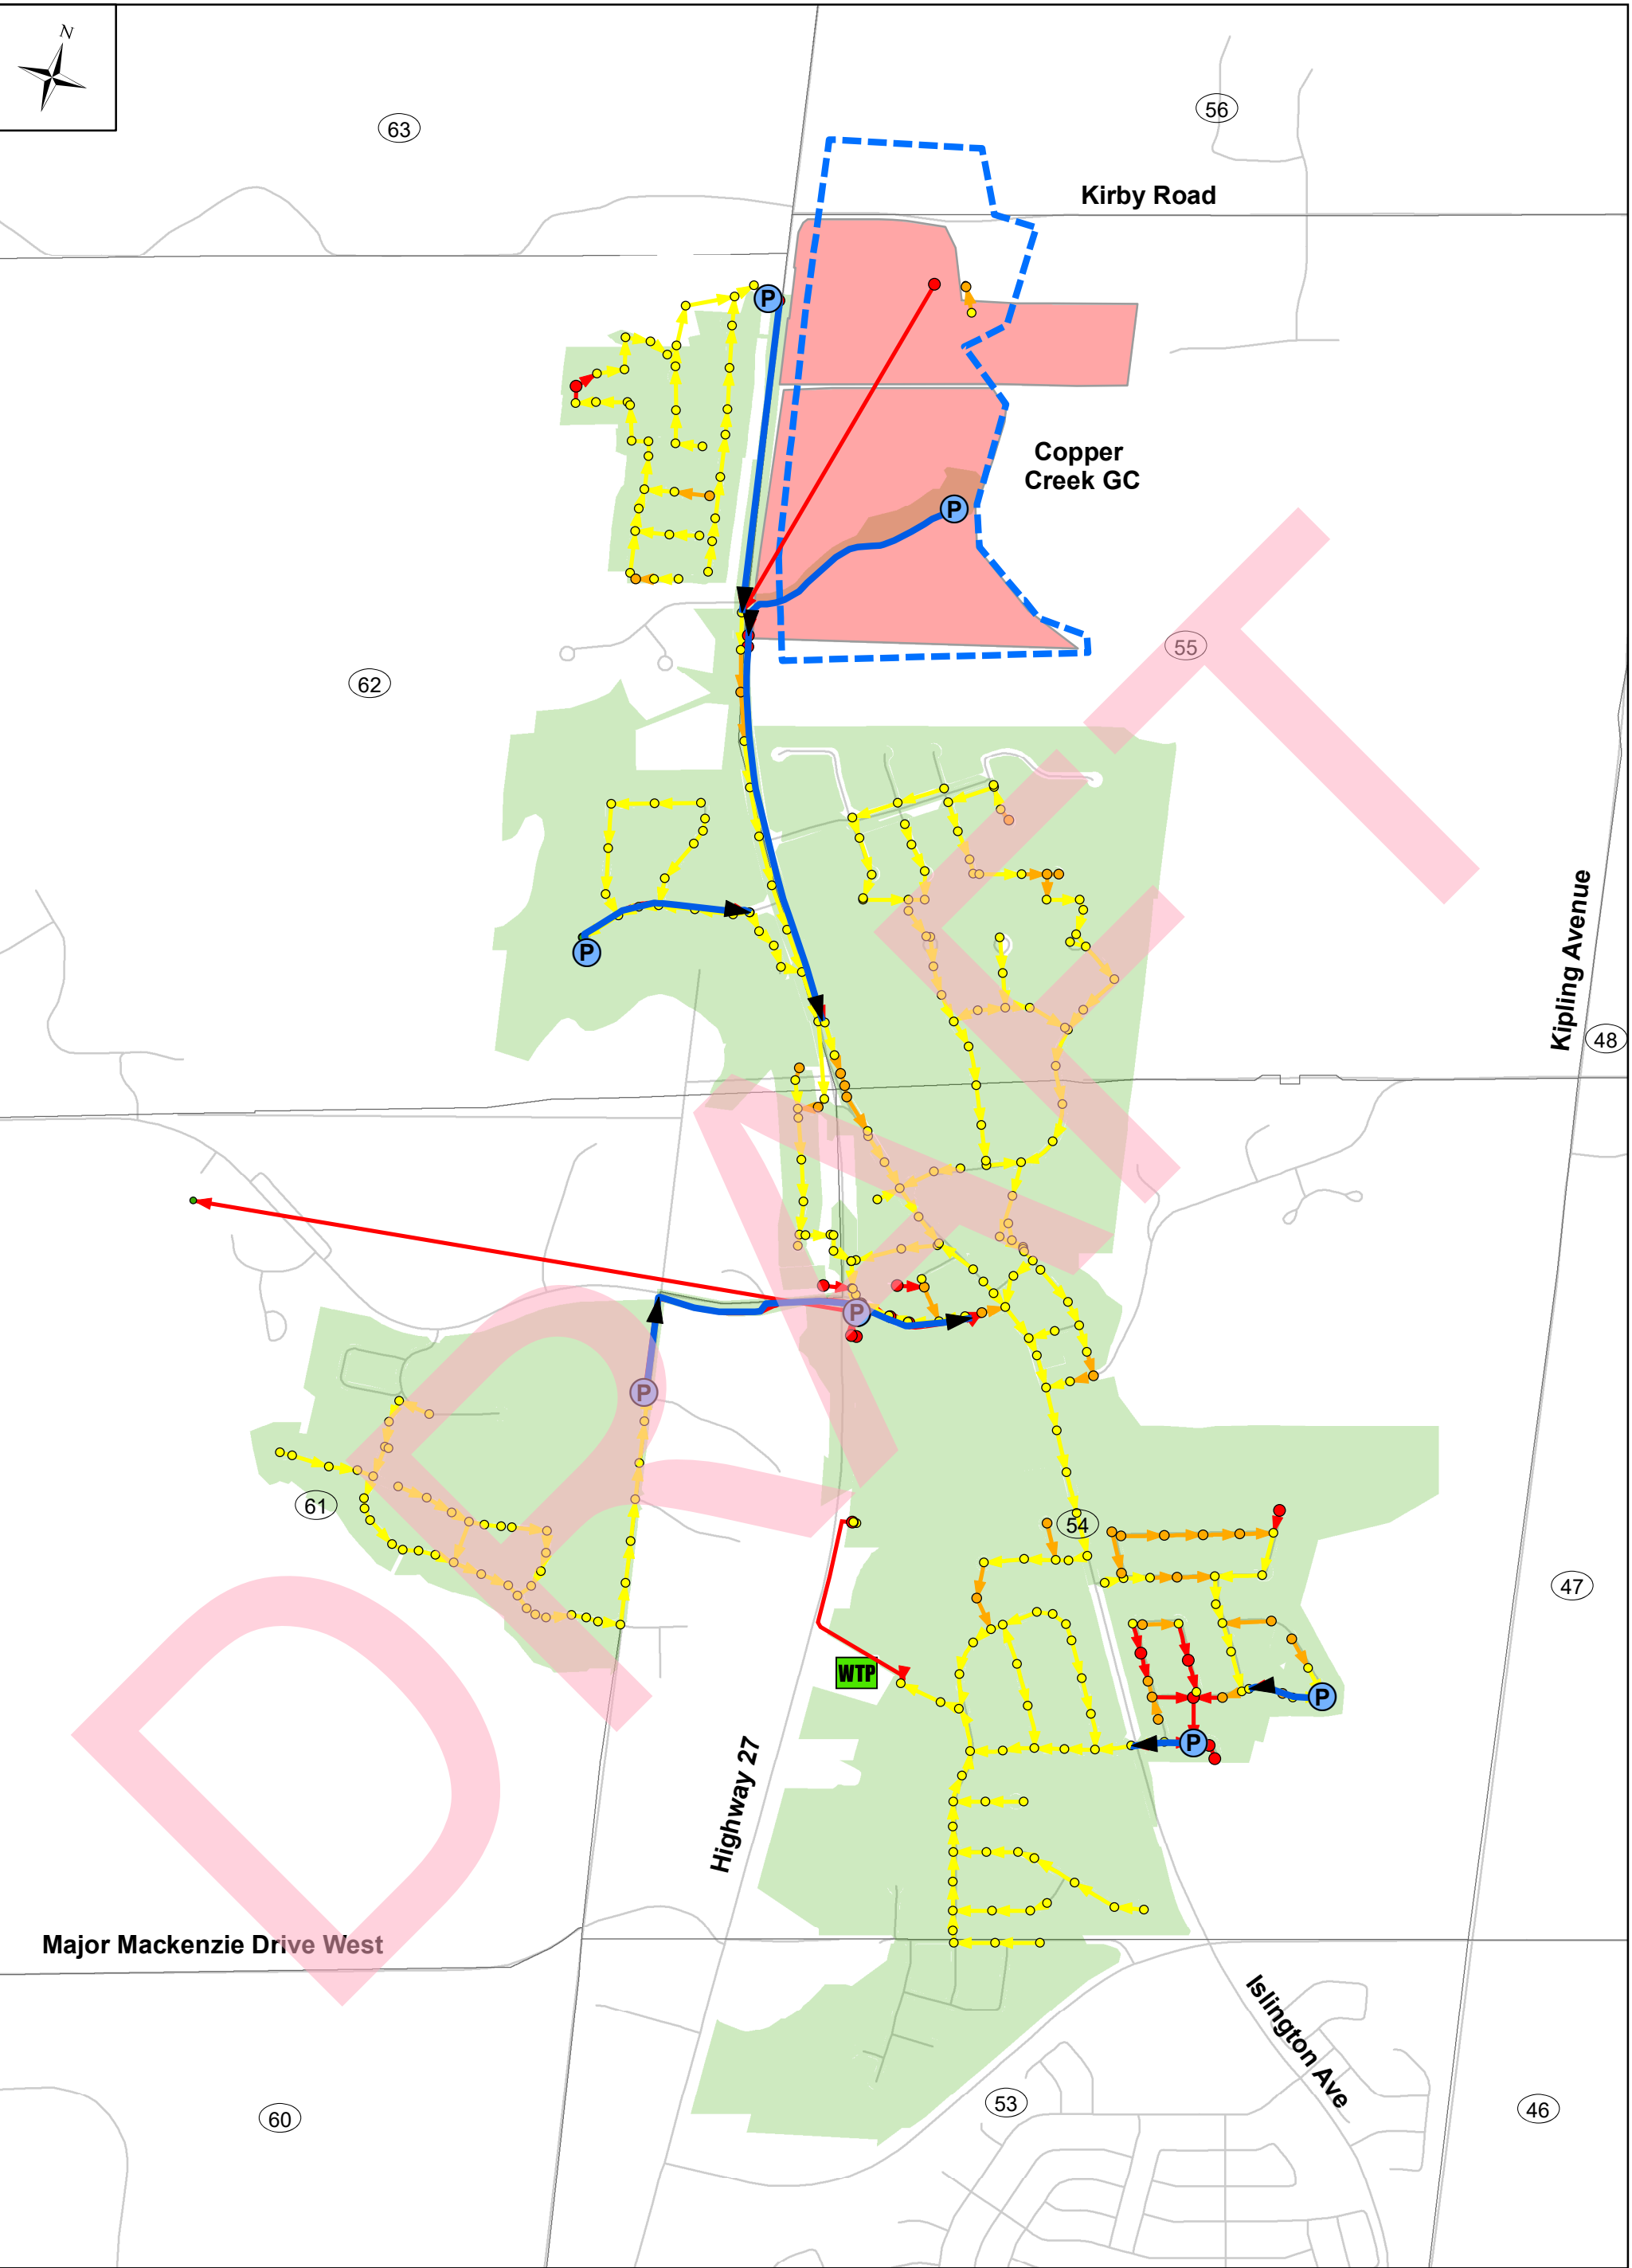 N
63
56
Kirby Road
P
Copper
Creek GC
P
55
62
Kipling Avenue
P
48
P
P
61
54
47
WTP
P
P
Highway 27
Major Mackenzie Drive West
Islington Ave
60
53
46
DRAFT